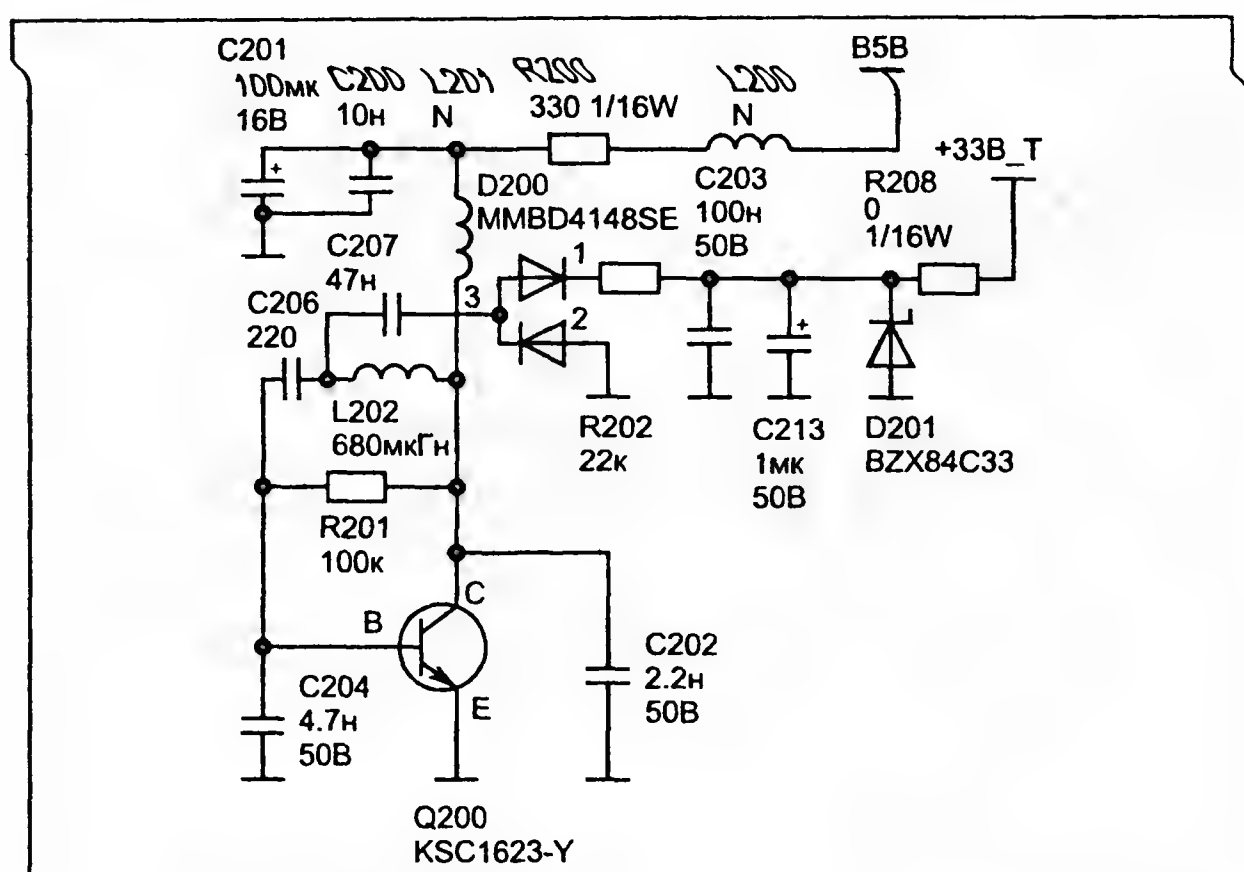 C201
100мк
16В
C200
10н
L201
N
R200
330 1/16W
L200
N
B5B
+33B_T
D200
MMBD4148SE
C203
100н
50В
R208
0
1/16W
C207
47н
1
3
2
C206
220
L202
680мкГн
R202
22к
C213
1мк
50В
D201
BZX84C33
R201
100к
C
B
E
C204
4.7н
50В
C202
2.2н
50В
+
+
Q200
KSC1623-Y